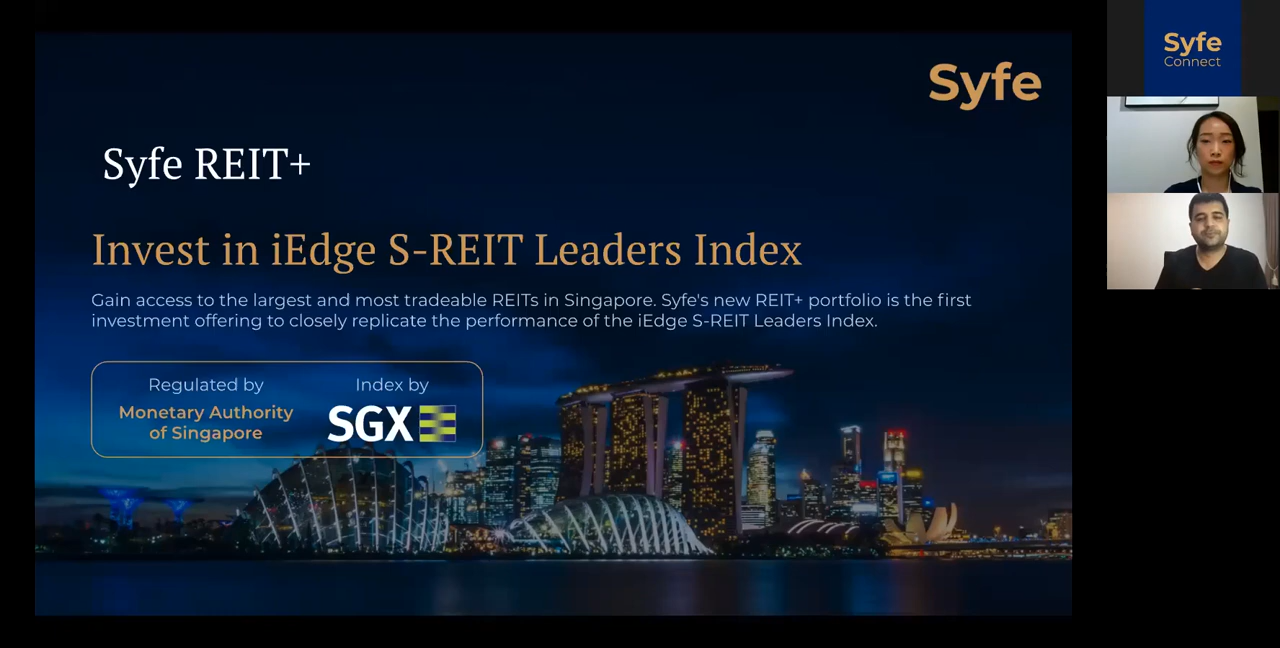 Syfe
Syfe REIT+
Invest in iEdge S-REIT Leaders Index
Gain access to the largest and most tradeable REITs in Singapore. Syfe's new REIT+ portfolio is the first
investment offering to closely replicate the performance of the iEdge S-REIT Leaders Index.
Regulated by
Monetary Authority
of Singapore
Index by
SGX
Syfe
Connect